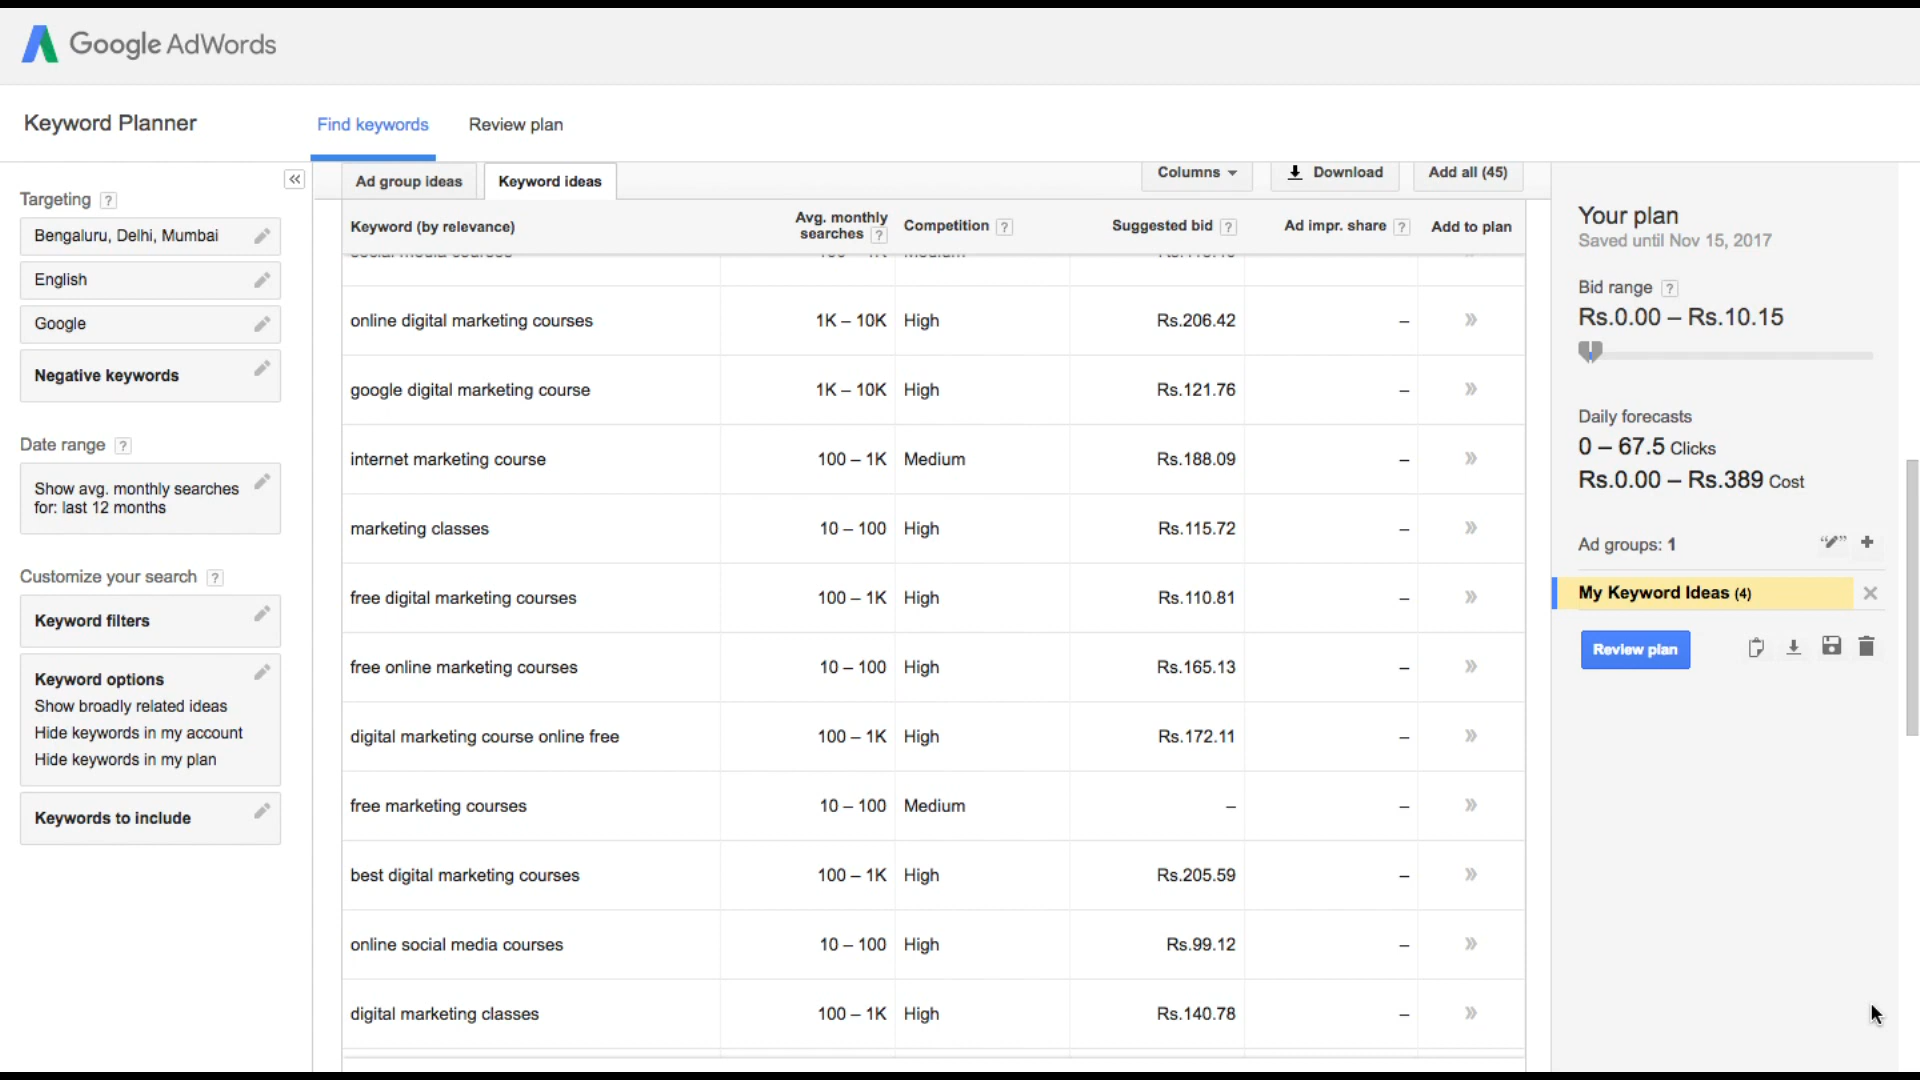 Google AdWords
Keyword Planner
Find keywords
Review plan
Targeting ?
Bengaluru, Delhi, Mumbai
English
Google
Negative keywords
Date range ?
Show avg. monthly searches
for: last 12 months
Customize your search ?
Keyword filters
Keyword options
Show broadly related ideas
Hide keywords in my account
Hide keywords in my plan
Keywords to include
Ad group ideas
Keyword ideas
Columns
Download
Add all (45)
Keyword (by relevance) Avg. monthly searches ? Competition ? Suggested bid ? Ad impr. share ? Add to plan
online digital marketing courses 1K – 10K High Rs.206.42 – »
google digital marketing course 1K – 10K High Rs.121.76 – »
internet marketing course 100 – 1K Medium Rs.188.09 – »
marketing classes 10 – 100 High Rs.115.72 – »
free digital marketing courses 100 – 1K High Rs.110.81 – »
free online marketing courses 10 – 100 High Rs.165.13 – »
digital marketing course online free 100 – 1K High Rs.172.11 – »
free marketing courses 10 – 100 Medium – – »
best digital marketing courses 100 – 1K High Rs.205.59 – »
online social media courses 10 – 100 High Rs.99.12 – »
digital marketing classes 100 – 1K High Rs.140.78 – »
Your plan
Saved until Nov 15, 2017
Bid range ?
Rs.0.00 – Rs.10.15
Daily forecasts
0 – 67.5 Clicks
Rs.0.00 – Rs.389 Cost
Ad groups: 1
My Keyword Ideas (4)
Review plan